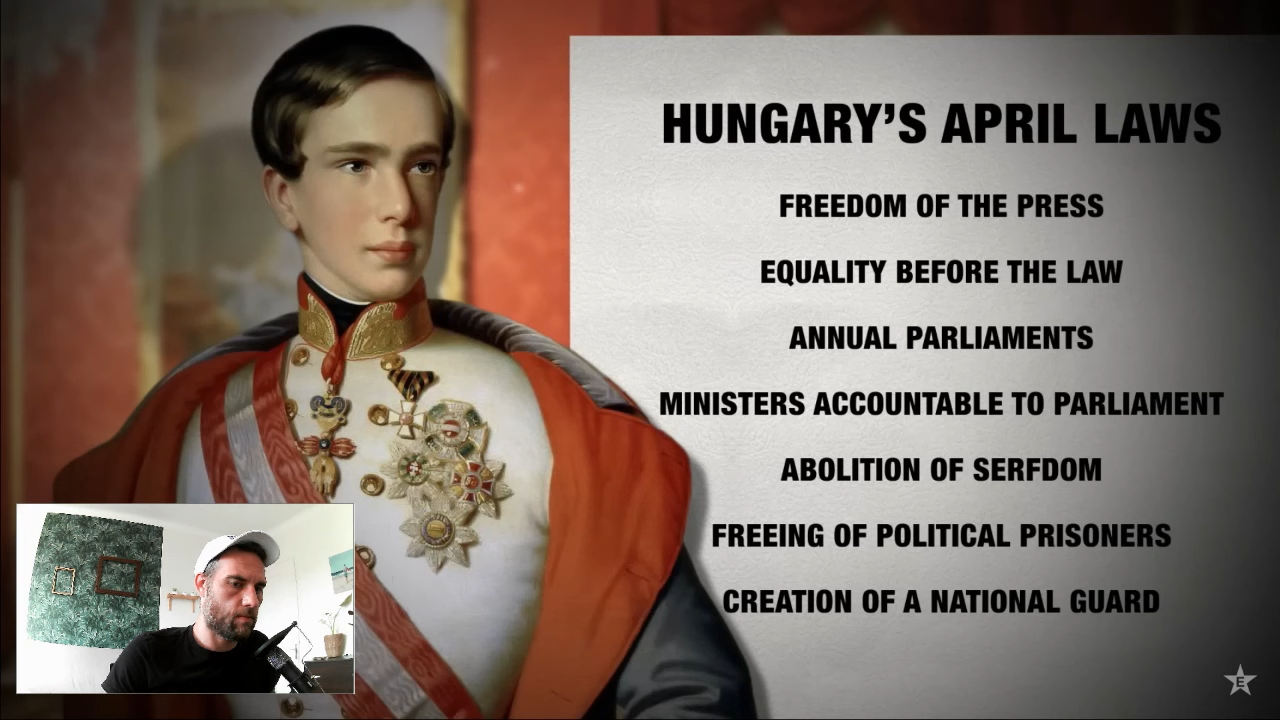 HUNGARY'S APRIL LAWS
FREEDOM OF THE PRESS
EQUALITY BEFORE THE LAW
ANNUAL PARLIAMENTS
MINISTERS ACCOUNTABLE TO PARLIAMENT
ABOLITION OF SERFDOM
FREEING OF POLITICAL PRISONERS
CREATION OF A NATIONAL GUARD
E